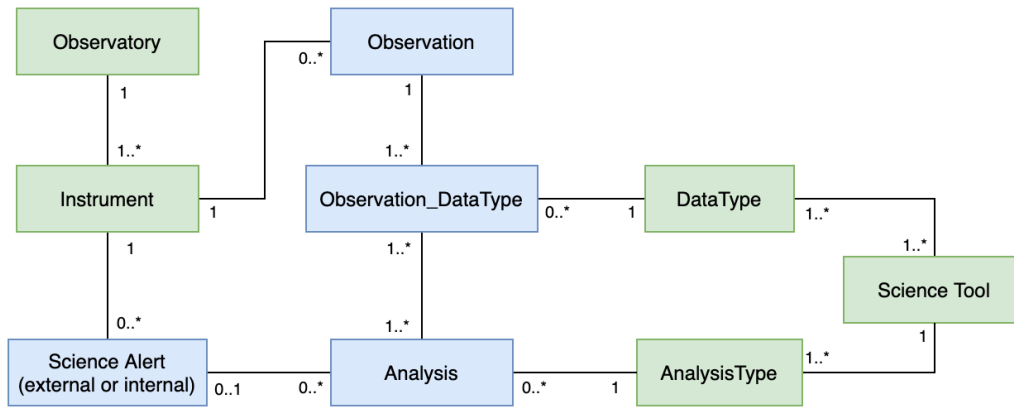 Observatory
Observation
1
0..*
1
1..*
1..*
Instrument
1
Observation_DataType
0..*
1
DataType
1..*
1
1..*
1..*
Science Tool
0..*
1..*
1
Science Alert
(external or internal)
0..1
0..*
Analysis
0..*
1
AnalysisType
1..*